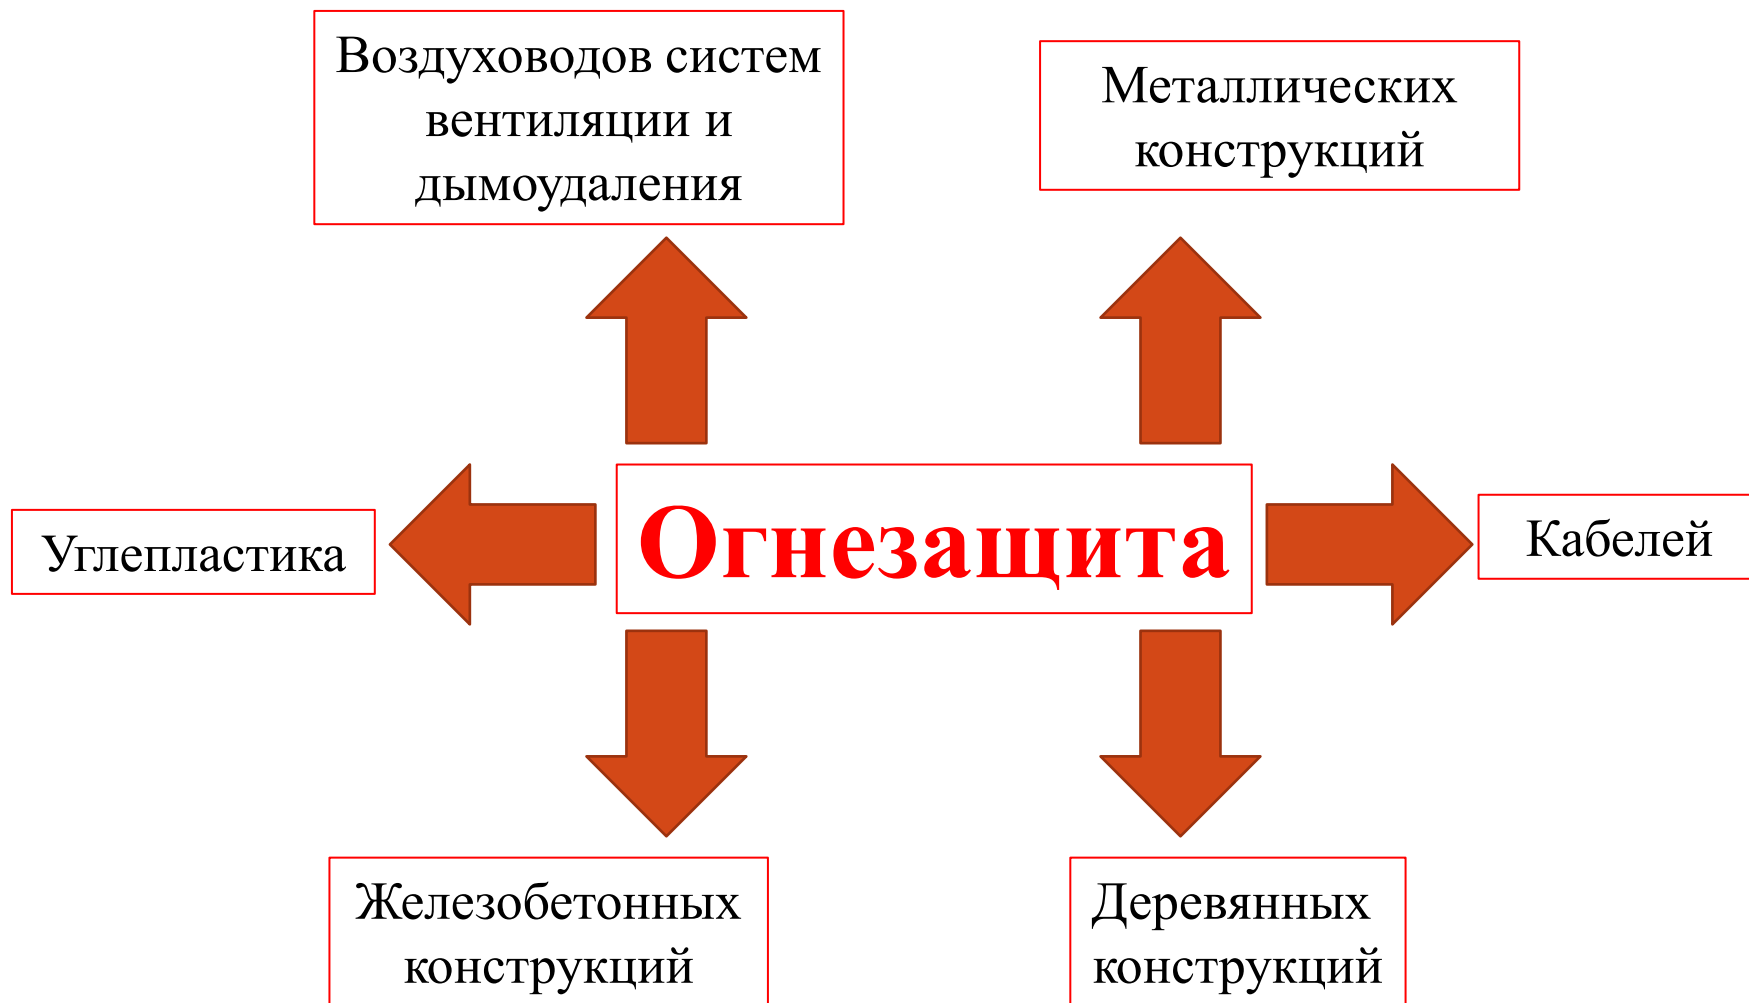 Воздуховодов систем
вентиляции и
дымоудаления
Металлических
конструкций
Углепластика
Огнезащита
Кабелей
Железобетонных
конструкций
Деревянных
конструкций